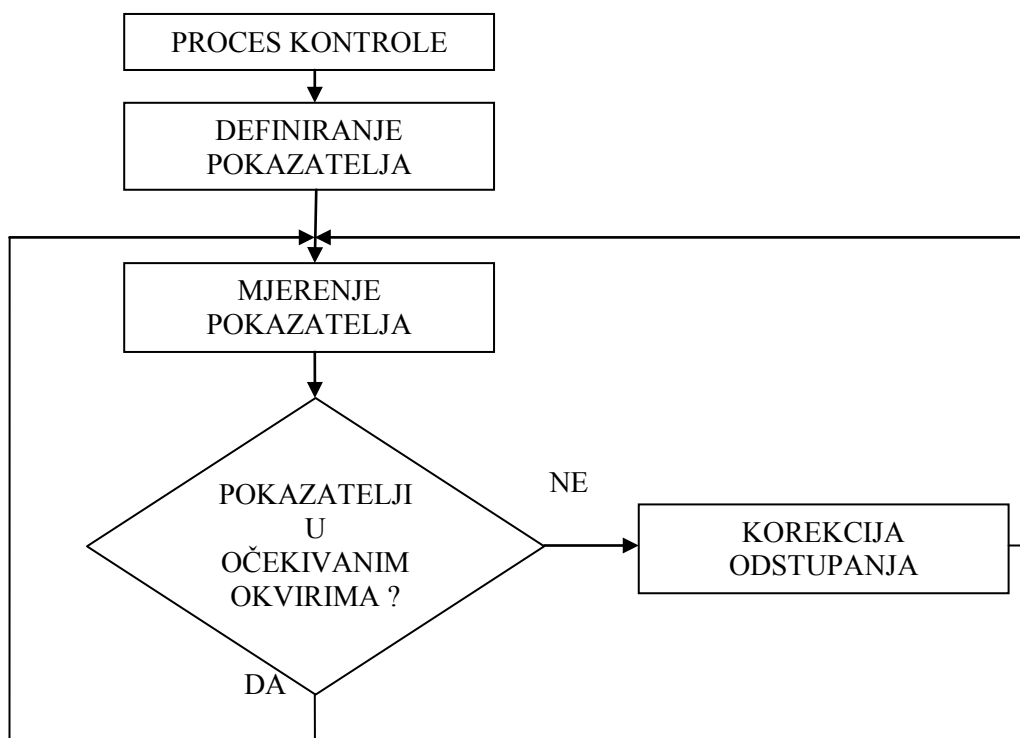 PROCES KONTROLE
DEFINIRANJE
POKAZATELJA
MJERENJE
POKAZATELJA
POKAZATELJI
U
OČEKIVANIM
OKVIRIMA ?
NE
KOREKCIJA
ODSTUPANJA
DA